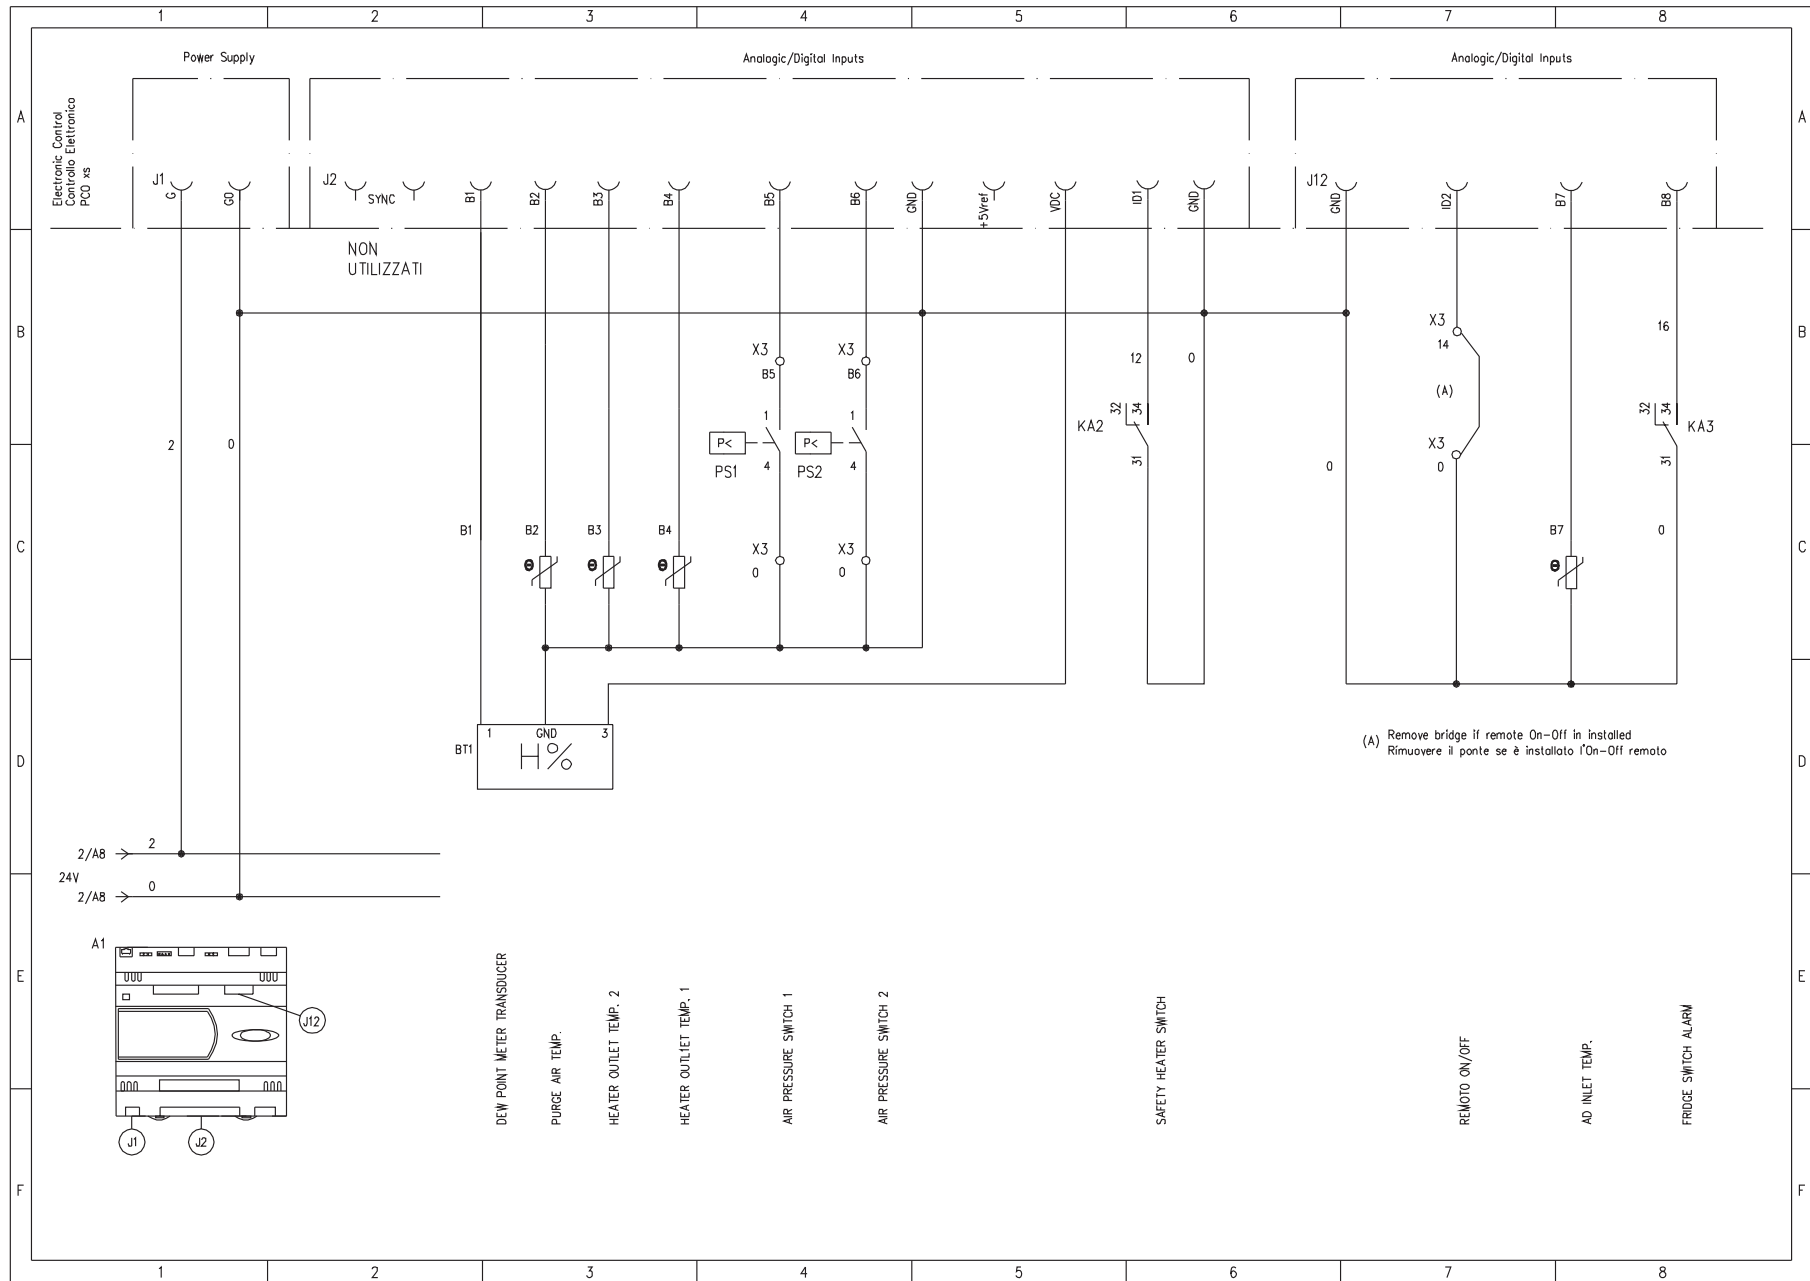 1 2 3 4 5 6 7 8
Power Supply
Analogic/Digital Inputs
Analogic/Digital Inputs
A
A
Electronic Control
Controllo Elettronico
PCO xs
J1
G
G0
J2
SYNC
B1
B2
B3
B4
B5
B6
GND
+5Vref
VDC
ID1
GND
J12
GND
ID2
B7
B8
NON
UTILIZZATI
B
B
X3
B5
X3
B6
12
0
X3
14
16
(A)
2
0
1
P<
PS1
4
1
P<
PS2
4
32
34
KA2
31
0
X3
0
32
34
KA3
31
C
C
B1
B2
B3
B4
X3
0
X3
0
B7
0
Θ
Θ
Θ
Θ
D
D
BT1
1
GND
3
H%
(A)
Remove bridge if remote On-Off in installed
Rimuovere il ponte se è installato l'On-Off remoto
2/A8
2
24V
2/A8
0
E
E
A1
J12
J1
J2
DEW POINT METER TRANSDUCER
PURGE AIR TEMP.
HEATER OUTLET TEMP. 2
HEATER OUTL1ET TEMP. 1
AIR PRESSURE SWITCH 1
AIR PRESSURE SWITCH 2
SAFETY HEATER SWITCH
REMOTO ON/OFF
AD INLET TEMP.
FRIDGE SWITCH ALARM
F
F
1 2 3 4 5 6 7 8